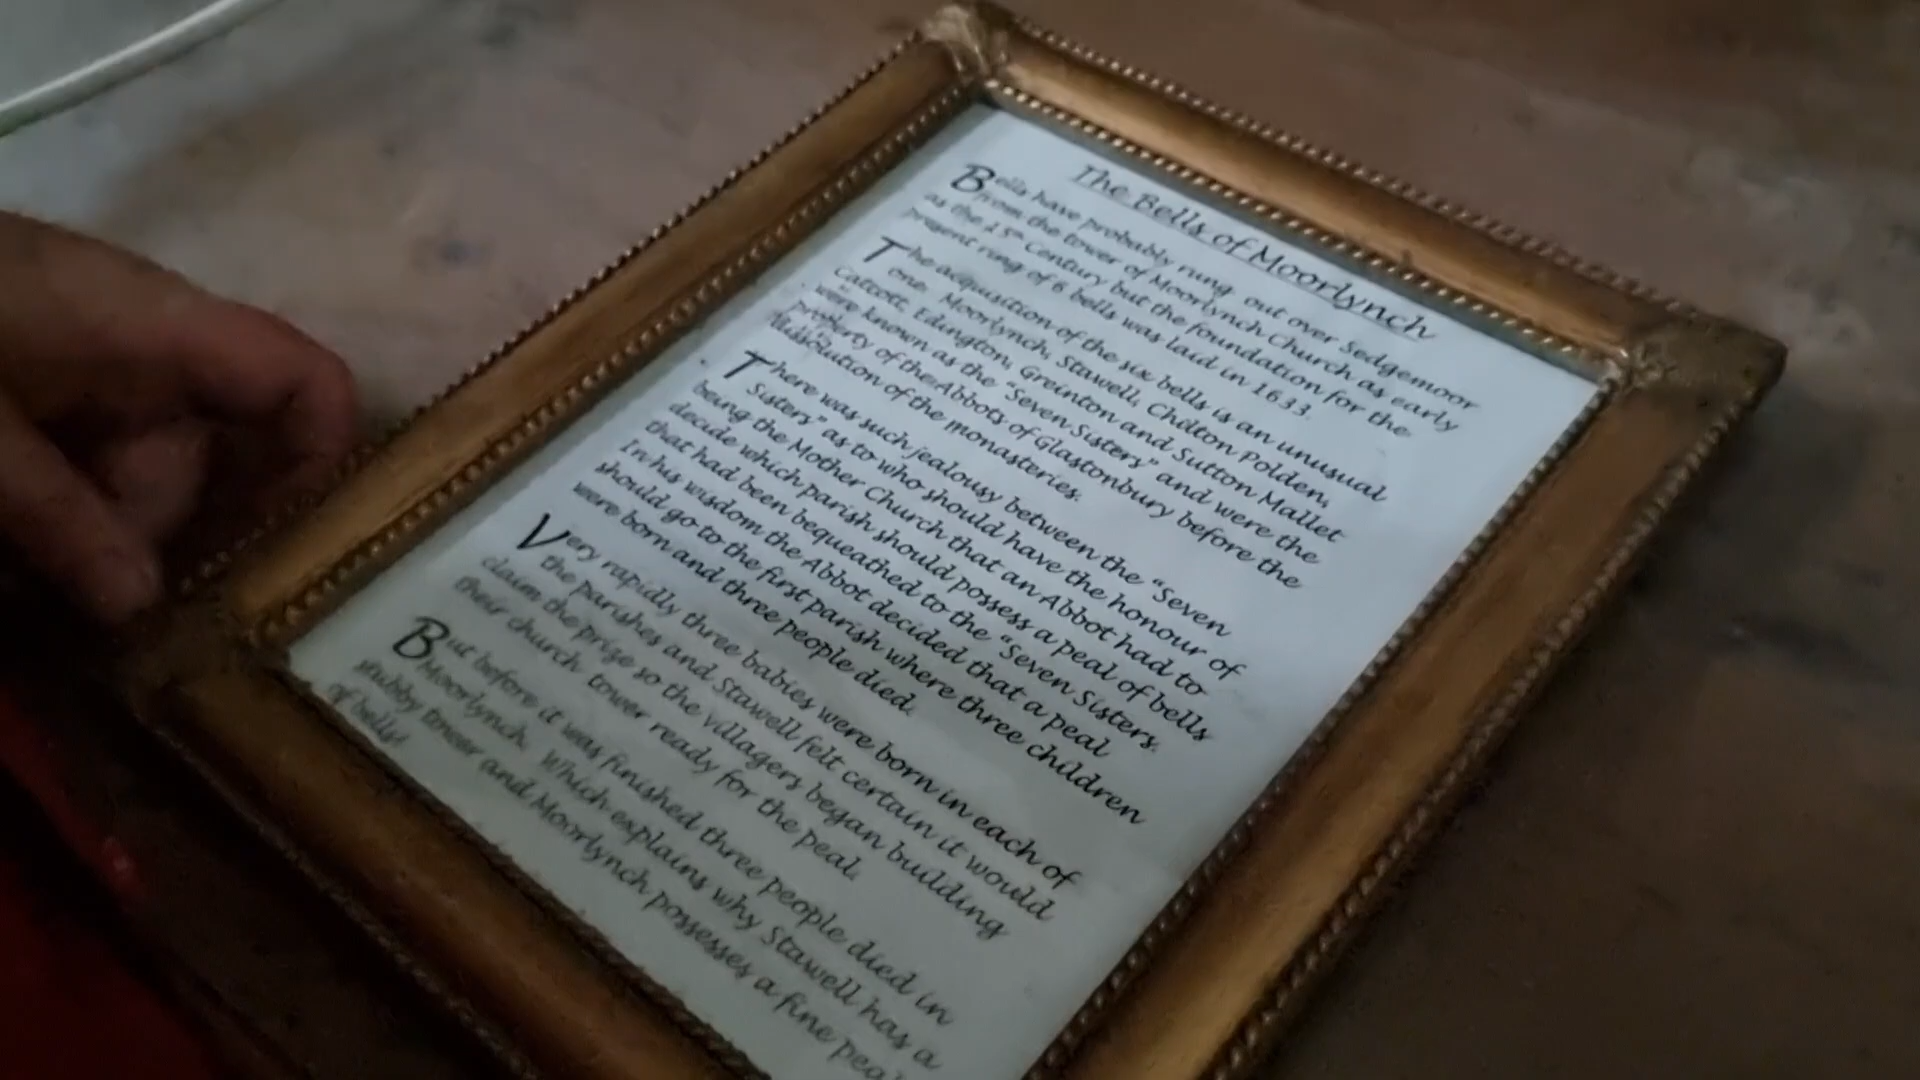 The Bells of Moorlynch
Bells have probably rung out over Sedgemoor
from the tower of Moorlynch Church as early
as the 15th Century but the foundation for the
present ring of 6 bells was laid in 1633.
The acquisition of the six bells is an unusual
one. Moorlynch, Stawell, Chilton Polden,
Catcott, Edington, Greinton and Sutton Mallet
were known as the "Seven Sisters" and were the
property of the Abbots of Glastonbury before the
dissolution of the monasteries.
There was such jealousy between the "Seven
Sisters" as to who should have the honour of
being the Mother Church that an Abbot had to
decide which parish should possess a peal of bells
that had been bequeathed to the "Seven Sisters.
In his wisdom the Abbot decided that a peal
should go to the first parish where three children
were born and three people died.
Very rapidly three babies were born in each of
the parishes and Stawell felt certain it would
claim the prize so the villagers began building
their church tower ready for the peal.
But before it was finished three people died in
Moorlynch. Which explains why Stawell has a
stubby tower and Moorlynch possesses a fine peal
of bells!